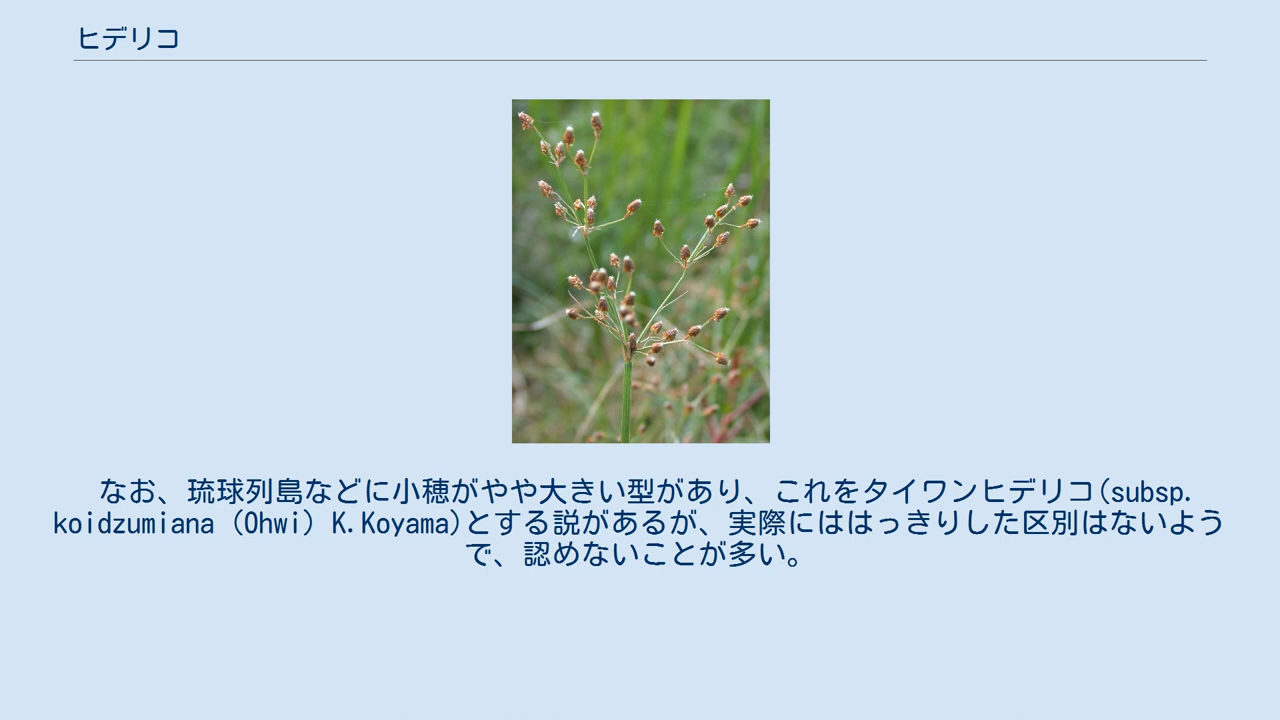 ヒデリコ
なお、琉球列島などに小穂がやや大きい型があり、これをタイワンヒデリコ(subsp.
koidzumiana (Ohwi) K.Koyama)とする説があるが、実際にははっきりした区別はないよう
で、認めないことが多い。